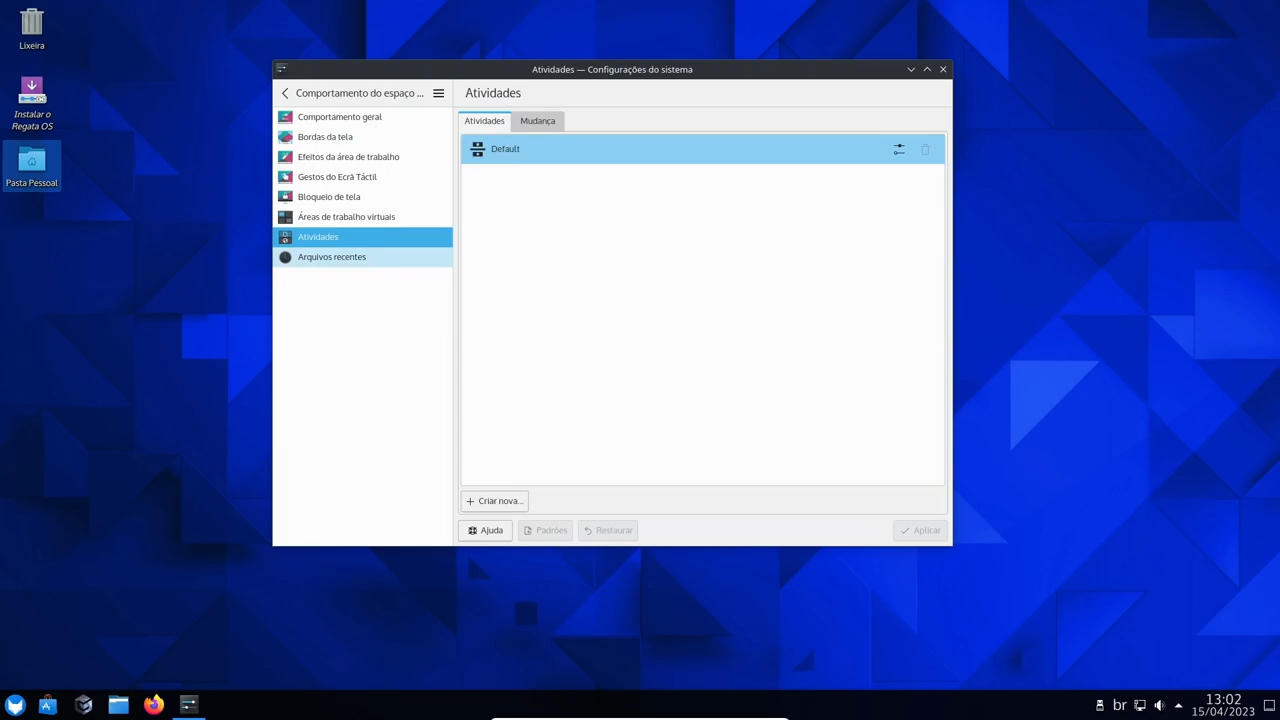 Lixeira
Instalar o
Regata OS
Pasta Pessoal
Atividades — Configurações do sistema
Comportamento do espaço ...
Atividades
Comportamento geral
Bordas da tela
Efeitos da área de trabalho
Gestos do Ecrã Táctil
Bloqueio de tela
Áreas de trabalho virtuais
Atividades
Arquivos recentes
Atividades
Mudança
Default
Criar nova...
Ajuda
Padrões
Restaurar
Aplicar
br
13:02
15/04/2023